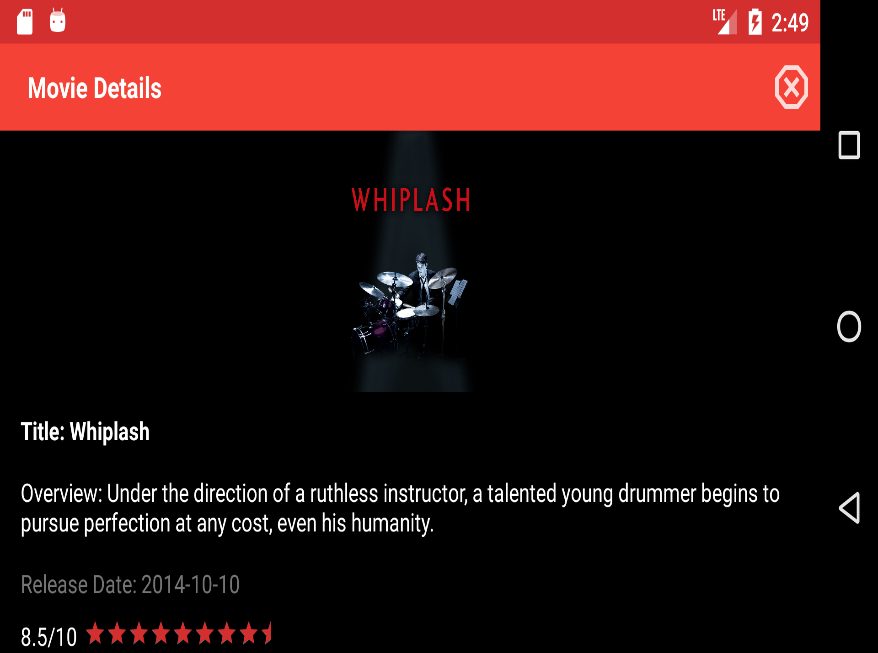 LTE 2:49
Movie Details
WHIPLASH
Title: Whiplash
Overview: Under the direction of a ruthless instructor, a talented young drummer begins to
pursue perfection at any cost, even his humanity.
Release Date: 2014-10-10
8.5/10